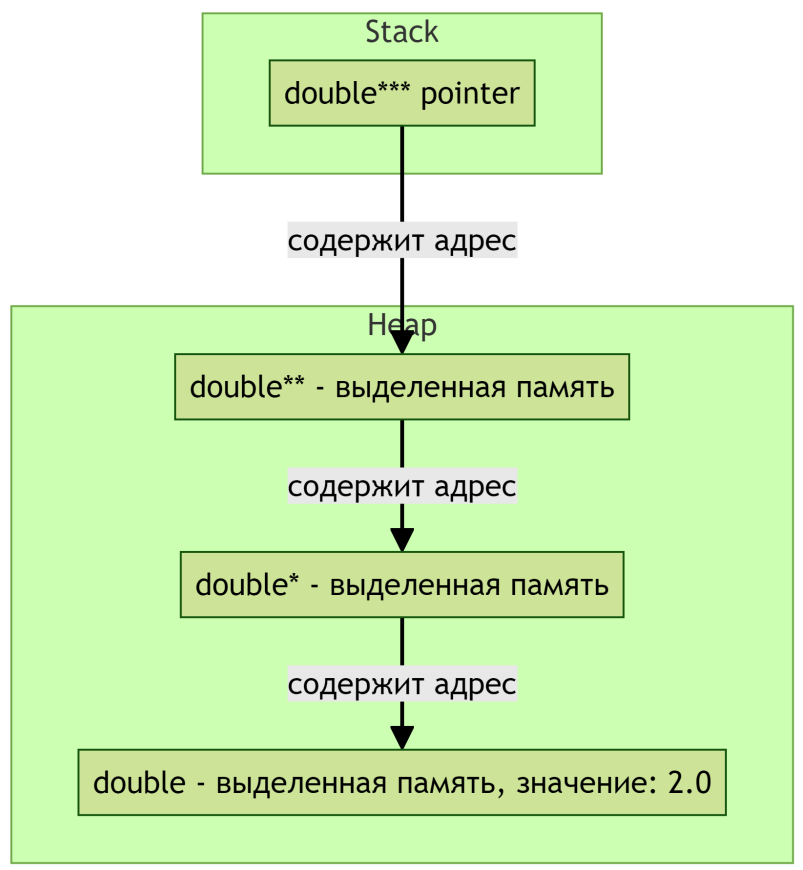 Stack
double*** pointer
содержит адрес
Heap
double** - выделенная память
содержит адрес
double* - выделенная память
содержит адрес
double - выделенная память, значение: 2.0